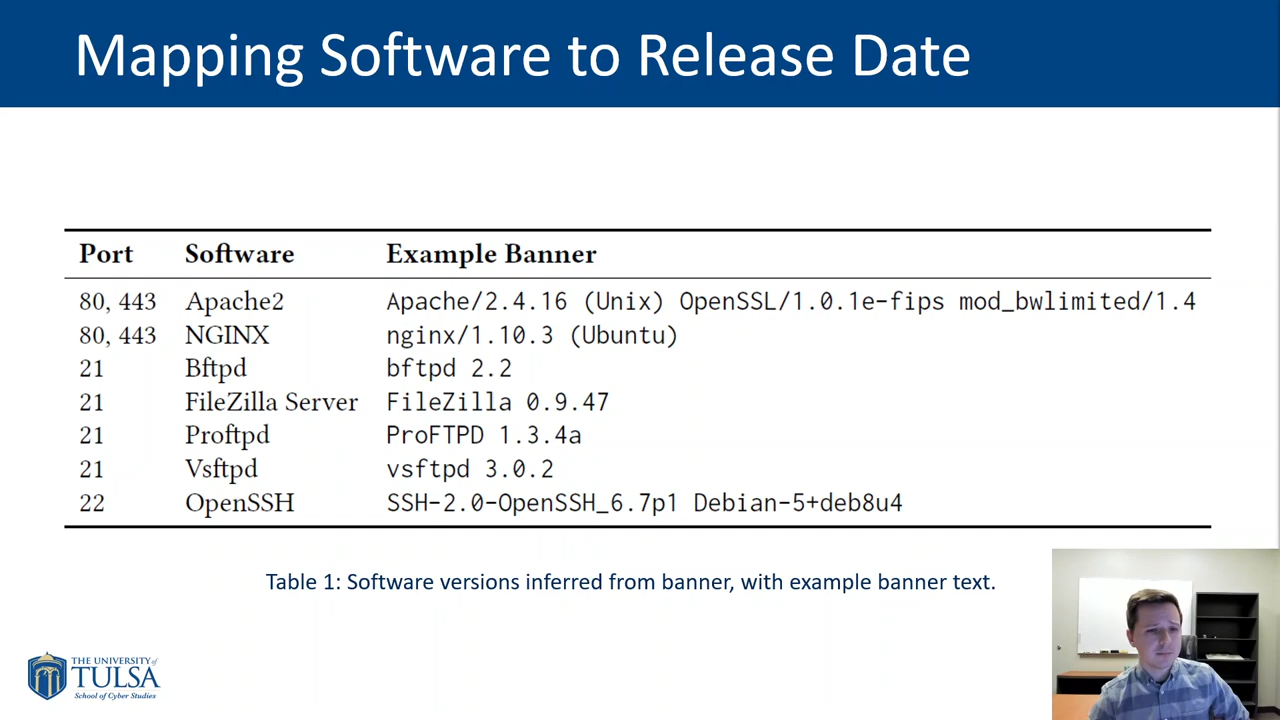 Mapping Software to Release Date
Port Software Example Banner
80, 443 Apache2 Apache/2.4.16 (Unix) OpenSSL/1.0.1e-fips mod_bwlimited/1.4
80, 443 NGINX nginx/1.10.3 (Ubuntu)
21 Bftpd bftpd 2.2
21 FileZilla Server FileZilla 0.9.47
21 Proftpd ProFTPD 1.3.4a
21 Vsftpd vsftpd 3.0.2
22 OpenSSH SSH-2.0-OpenSSH_6.7p1 Debian-5+deb8u4
Table 1: Software versions inferred from banner, with example banner text.
THE UNIVERSITY of
TULSA
School of Cyber Studies